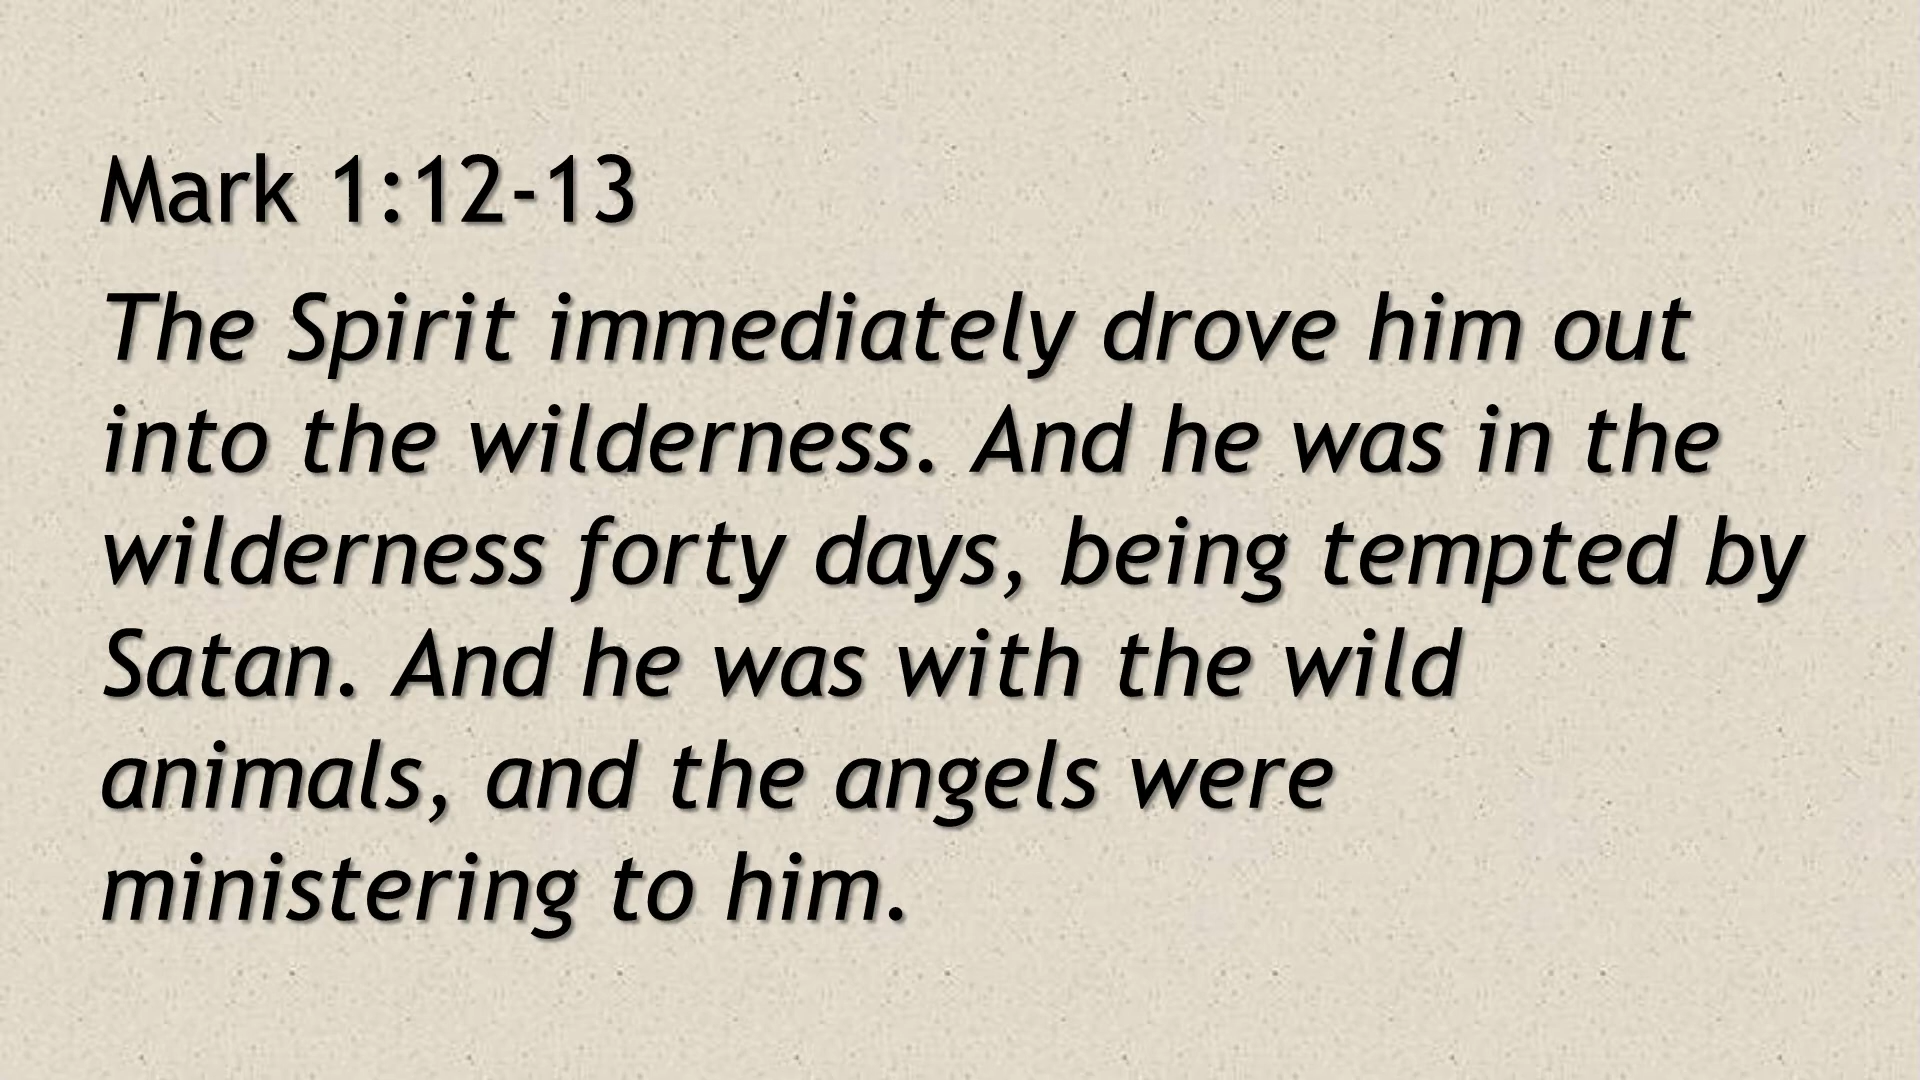 Mark 1:12-13
The Spirit immediately drove him out
into the wilderness. And he was in the
wilderness forty days, being tempted by
Satan. And he was with the wild
animals, and the angels were
ministering to him.